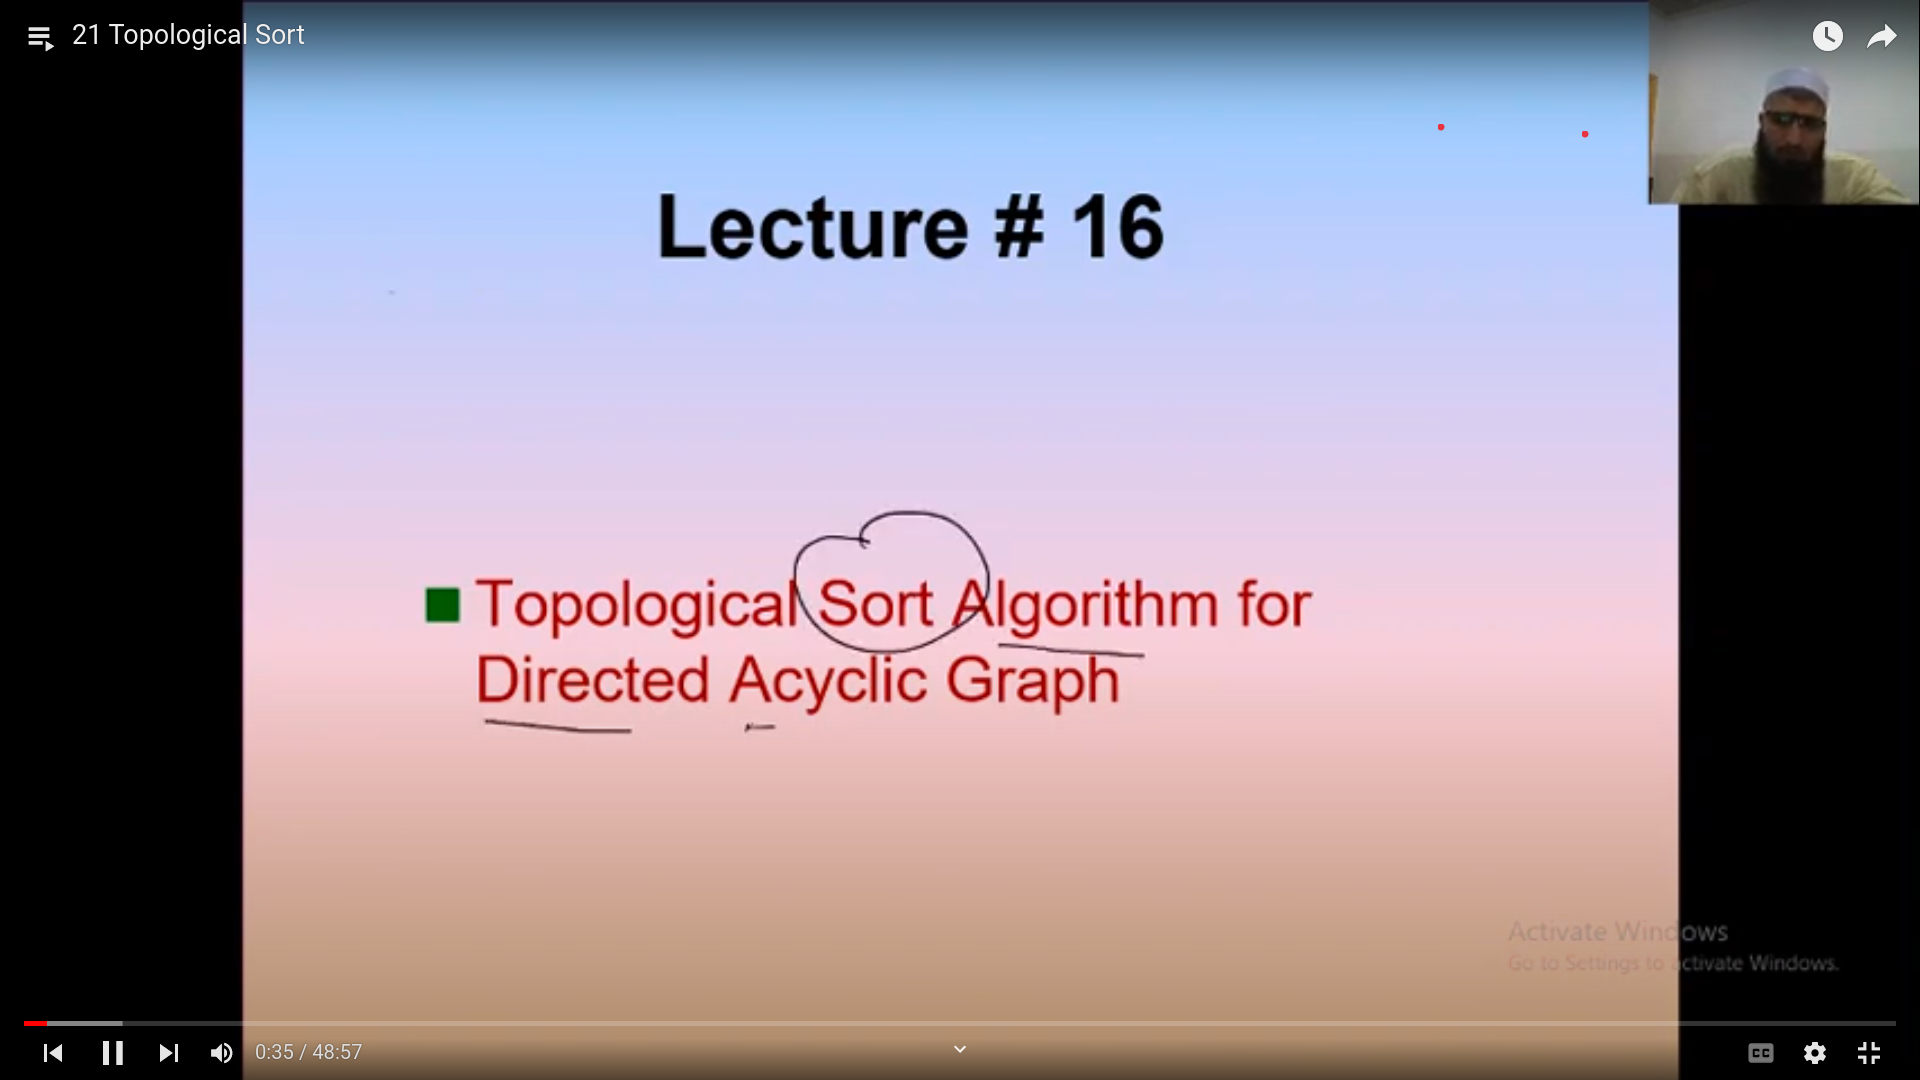 21 Topological Sort
Lecture # 16
Topological Sort Algorithm for
Directed Acyclic Graph
Activate Windows
Go to Settings to activate Windows.
0:35 / 48:57
CC